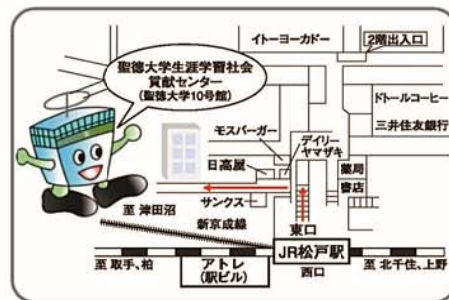 イトーヨーカドー
2階出入口
聖徳大学生涯学習社会
貢献センター
(聖徳大学10号館)
ドトールコーヒー
三井住友銀行
モスバーガー
デイリー
ヤマザキ
日高屋
薬局
書店
サンクス
至 津田沼
新京成線
東口
JR松戸駅
西口
至 取手、柏
アトレ
(駅ビル)
至 北千住、上野